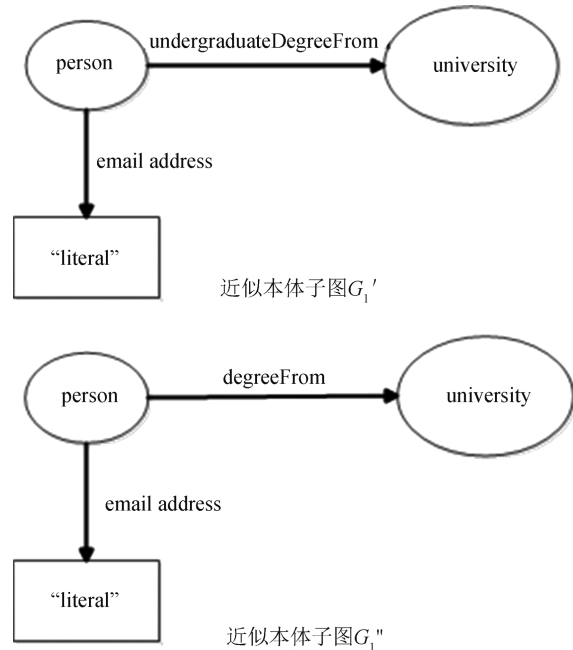 undergraduateDegreeFrom
person
university
email address
“literal”
近似本体子图G₁′
degreeFrom
person
university
email address
“literal”
近似本体子图G₁″